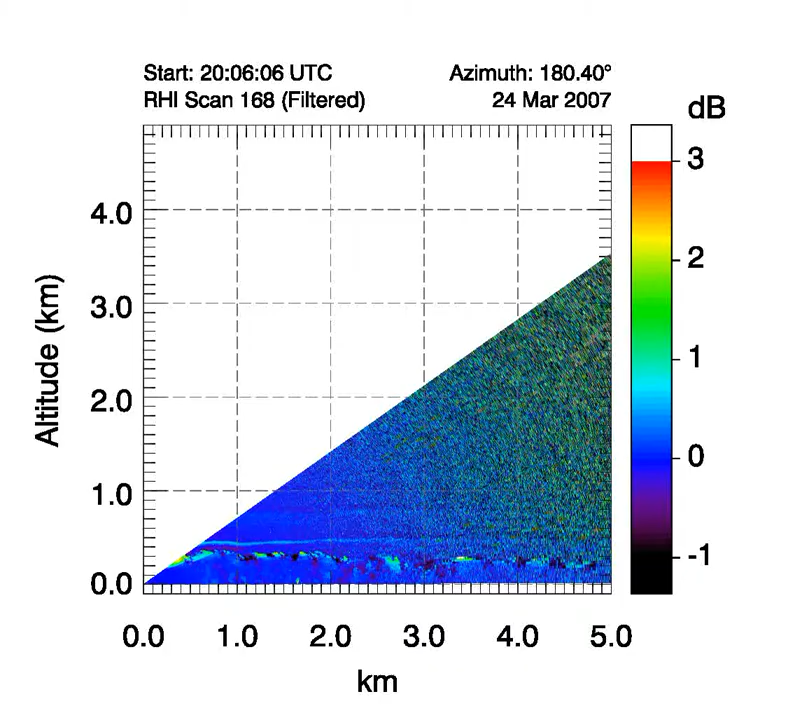 Start: 20:06:06 UTC
Azimuth: 180.40°
RHI Scan 168 (Filtered)
24 Mar 2007
dB
3
2
1
0
-1
Altitude (km)
4.0
3.0
2.0
1.0
0.0
0.0 1.0 2.0 3.0 4.0 5.0
km